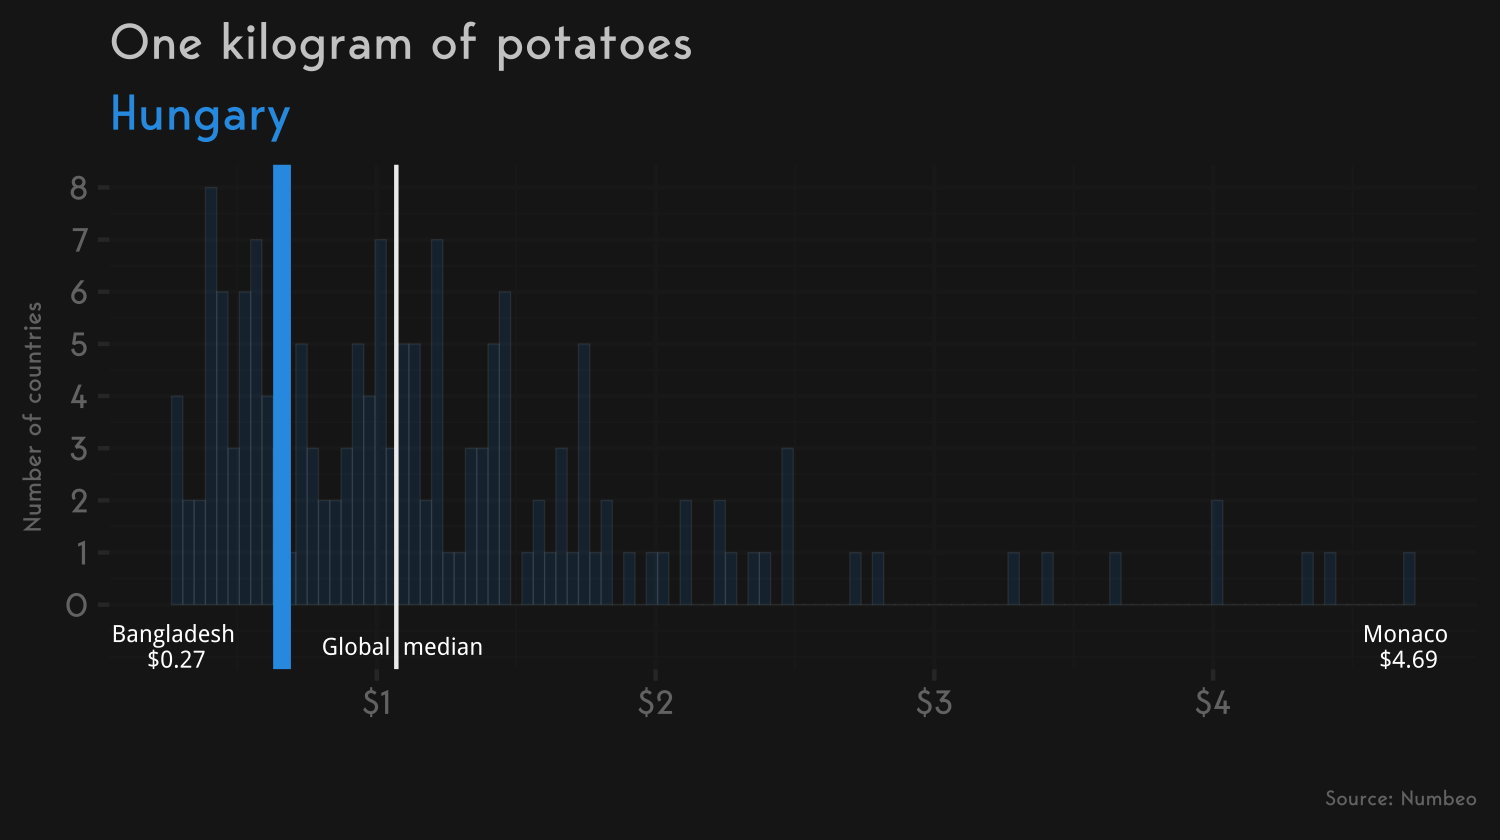 One kilogram of potatoes
Hungary
Number of countries
8
7
6
5
4
3
2
1
0
Bangladesh
$0.27
Global median
Monaco
$4.69
$1
$2
$3
$4
Source: Numbeo